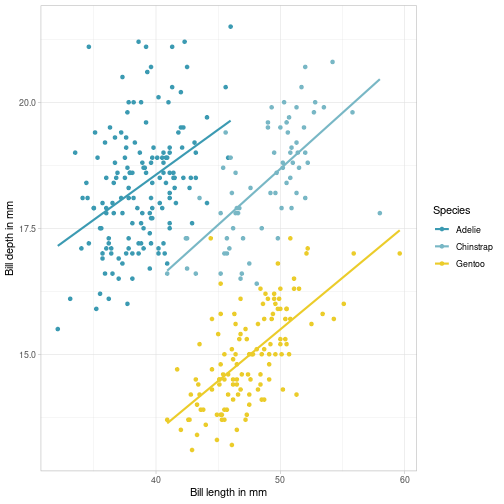 20.0
17.5
15.0
40
50
60
Bill length in mm
Bill depth in mm
Species
Adelie
Chinstrap
Gentoo